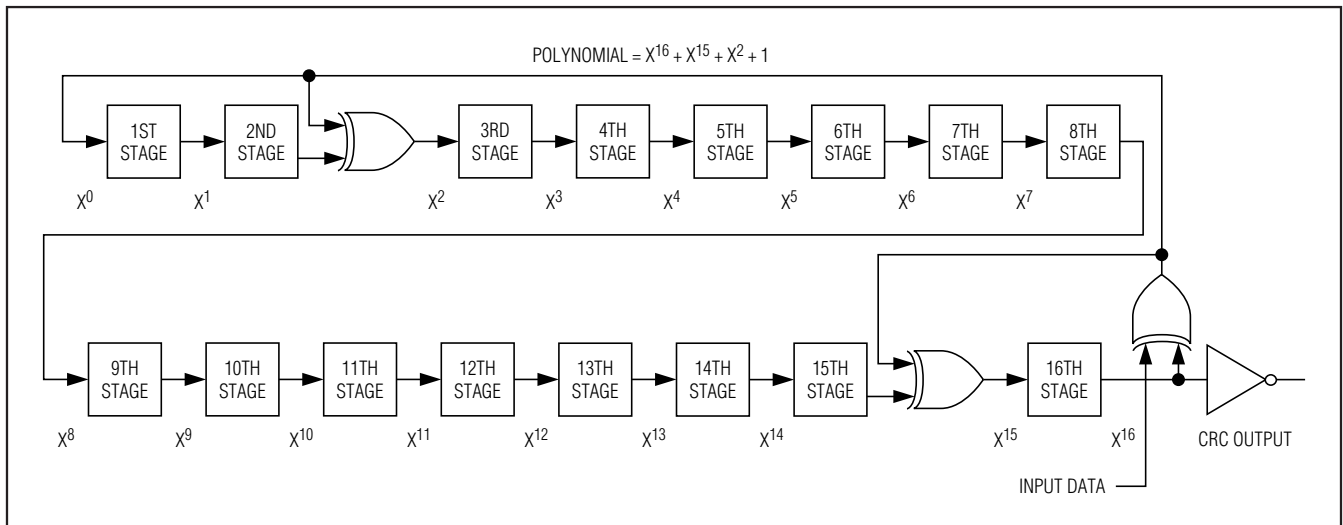 POLYNOMIAL = X16 + X15 + X2 + 1
1ST
STAGE
2ND
STAGE
3RD
STAGE
4TH
STAGE
5TH
STAGE
6TH
STAGE
7TH
STAGE
8TH
STAGE
X0
X1
X2
X3
X4
X5
X6
X7
9TH
STAGE
10TH
STAGE
11TH
STAGE
12TH
STAGE
13TH
STAGE
14TH
STAGE
15TH
STAGE
16TH
STAGE
X8
X9
X10
X11
X12
X13
X14
X15
X16
CRC OUTPUT
INPUT DATA